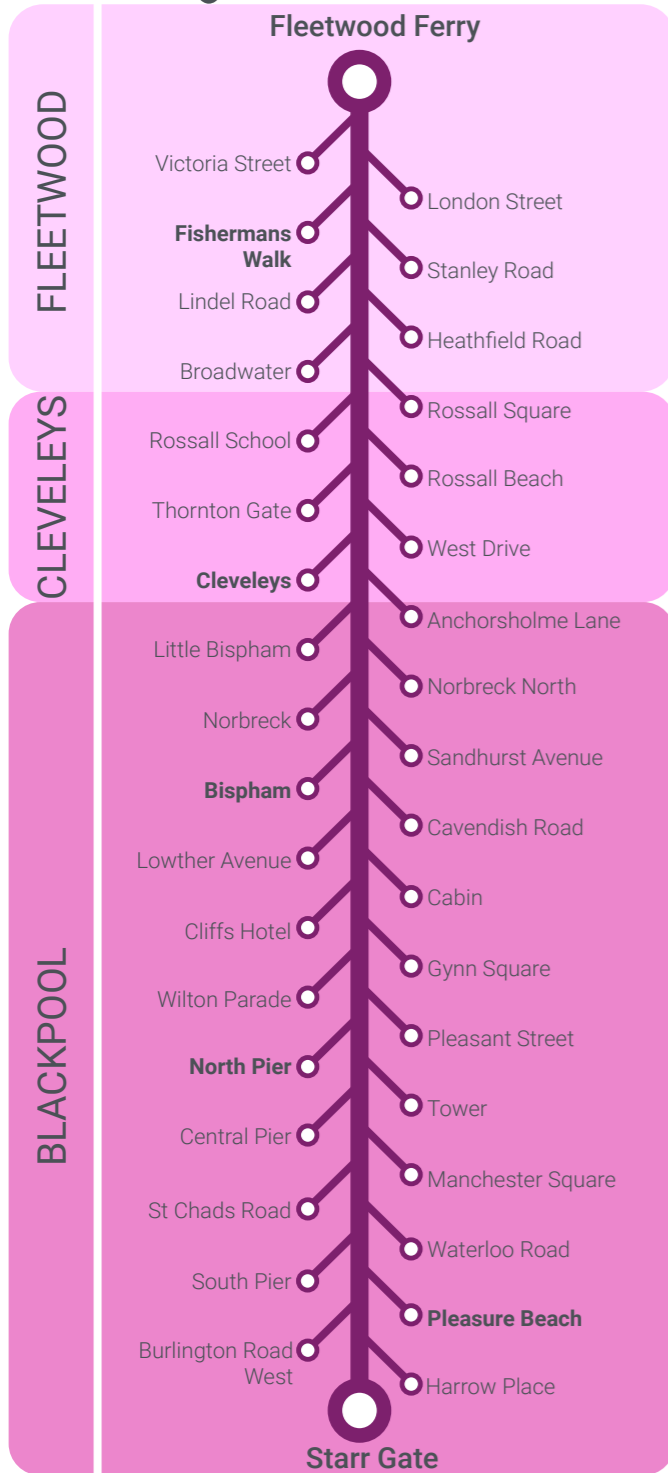 Fleetwood Ferry
FLEETWOOD
Victoria Street
London Street
Fishermans
Walk
Stanley Road
Lindel Road
Heathfield Road
Broadwater
CLEVELEYS
Rossall Square
Rossall School
Rossall Beach
Thornton Gate
West Drive
Cleveleys
BLACKPOOL
Anchorsholme Lane
Little Bispham
Norbreck North
Norbreck
Sandhurst Avenue
Bispham
Cavendish Road
Lowther Avenue
Cabin
Cliffs Hotel
Gynn Square
Wilton Parade
Pleasant Street
North Pier
Tower
Central Pier
Manchester Square
St Chads Road
Waterloo Road
South Pier
Pleasure Beach
Burlington Road
West
Harrow Place
Starr Gate